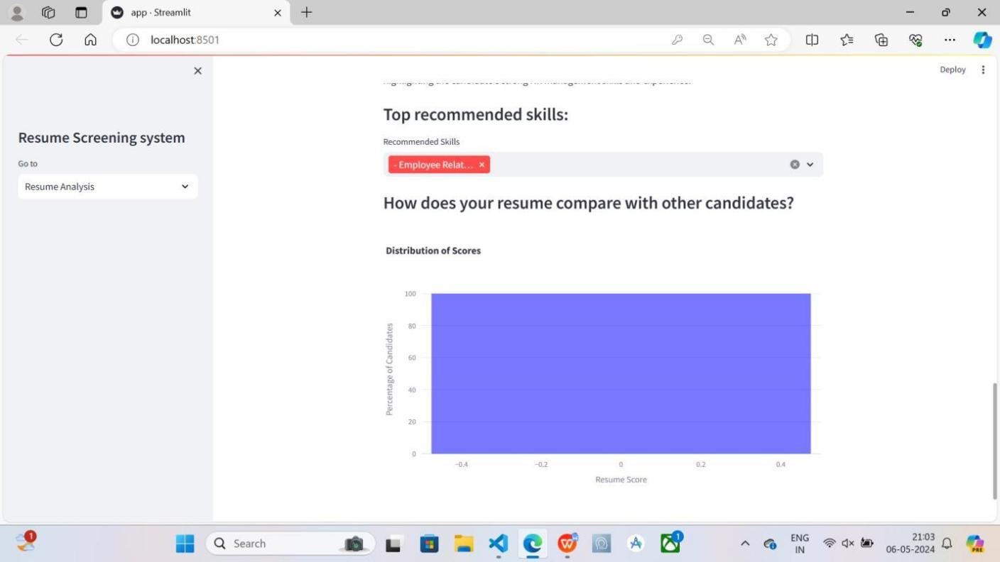 app · Streamlit
localhost:8501
Deploy
Resume Screening system
Go to
Resume Analysis
Top recommended skills:
Recommended Skills
- Employee Relat...
How does your resume compare with other candidates?
Distribution of Scores
Percentage of Candidates
100
80
60
40
20
0
−0.4
−0.2
0
0.2
0.4
Resume Score
1
Search
1
ENG
IN
21:03
06-05-2024
PRE